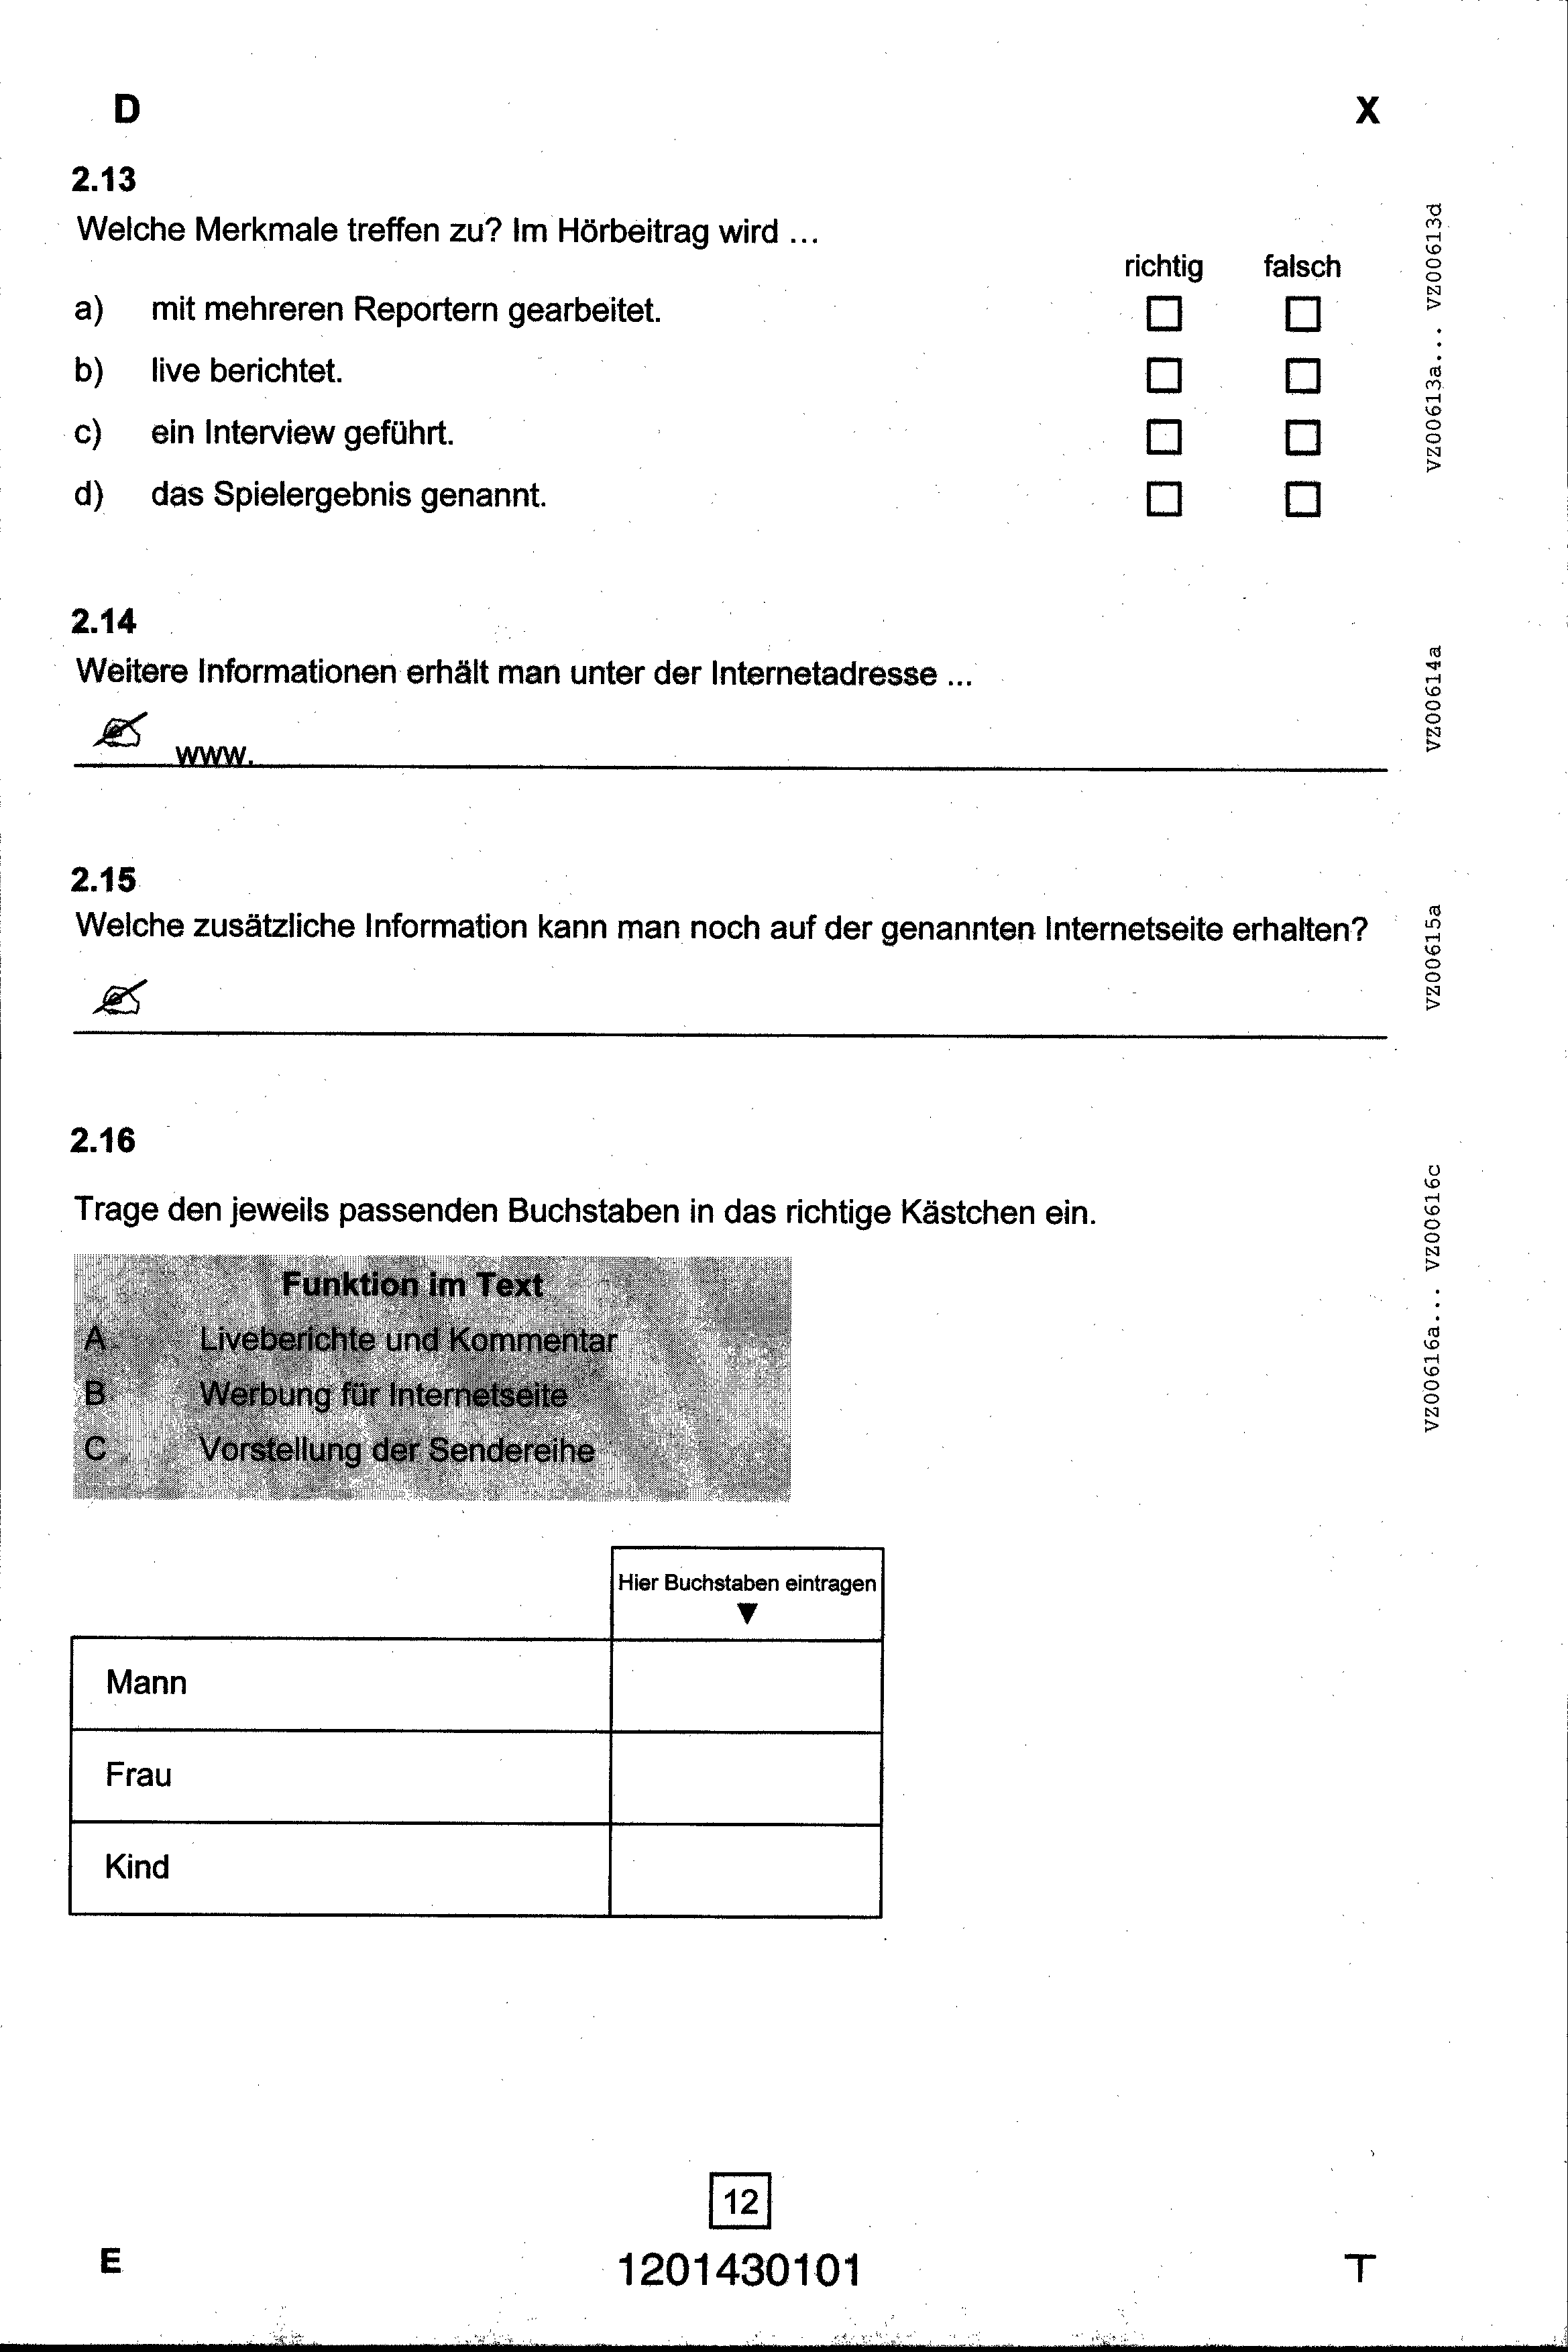 D X
2.13
Welche Merkmale treffen zu? Im Hörbeitrag wird ...
richtig falsch
a) mit mehreren Reportern gearbeitet.
b) live berichtet.
c) ein Interview geführt.
d) das Spielergebnis genannt.
VZ00613a... VZ00613d
2.14
Weitere Informationen erhält man unter der Internetadresse ...
www.
VZ00614a
2.15
Welche zusätzliche Information kann man noch auf der genannten Internetseite erhalten?
VZ00615a
2.16
Trage den jeweils passenden Buchstaben in das richtige Kästchen ein.
Funktion im Text
A Liveberichte und Kommentar
B Werbung für Internetseite
C Vorstellung der Sendereihe
VZ00616a... VZ00616c
Hier Buchstaben eintragen
▼
Mann
Frau
Kind
12
E 1201430101 T